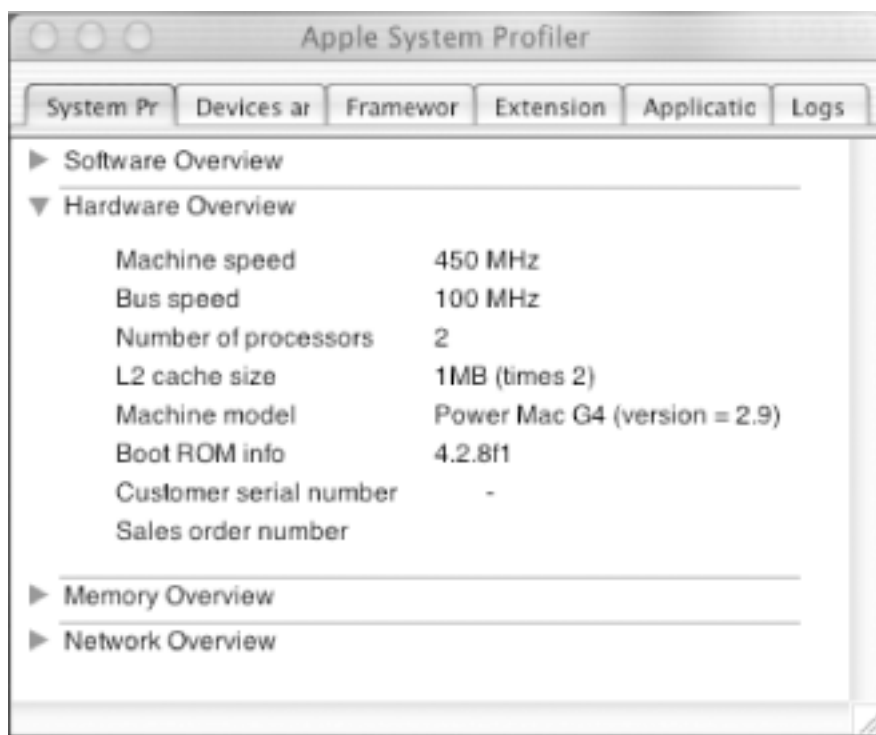 Apple System Profiler
System Pr Devices ar Framewor Extension Applicatio Logs
Software Overview
Hardware Overview
Machine speed 450 MHz
Bus speed 100 MHz
Number of processors 2
L2 cache size 1MB (times 2)
Machine model Power Mac G4 (version = 2.9)
Boot ROM info 4.2.8f1
Customer serial number -
Sales order number
Memory Overview
Network Overview